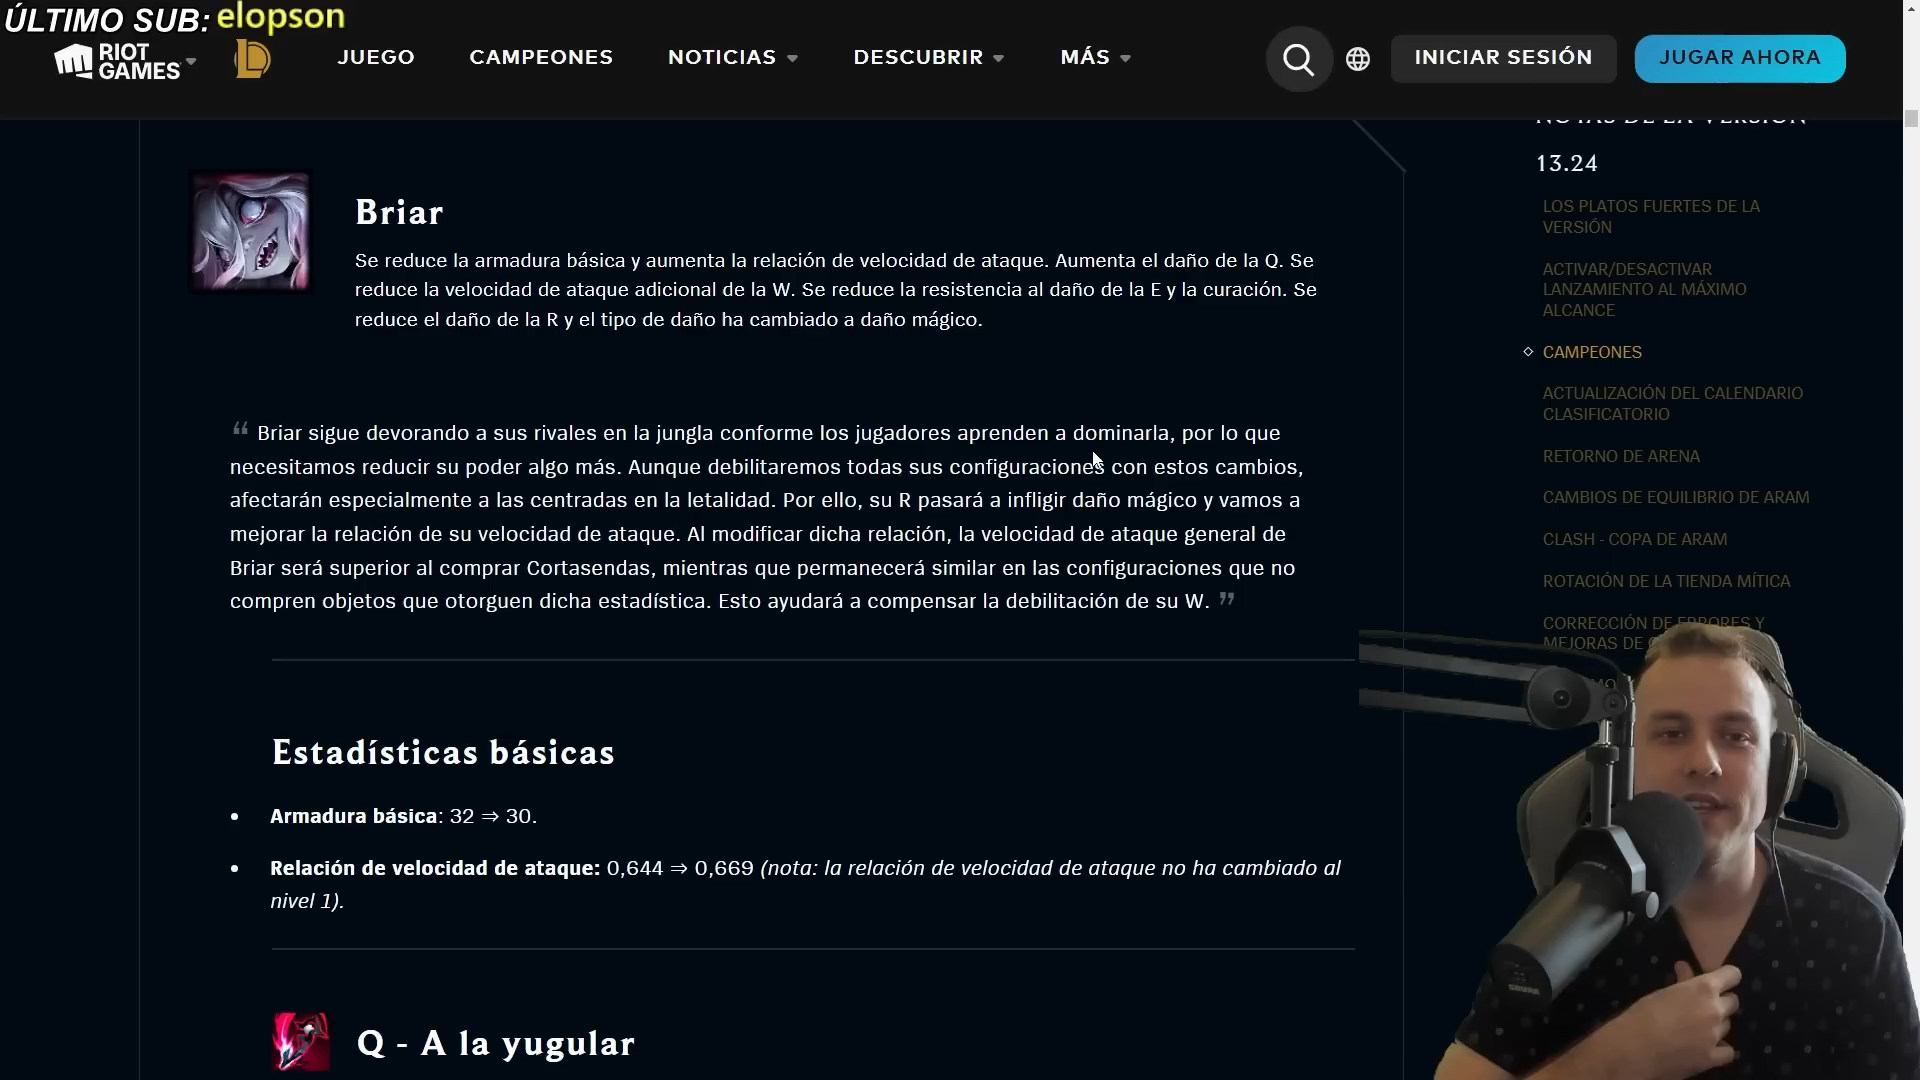 ÚLTIMO SUB: elopson
RIOT GAMES
JUEGO
CAMPEONES
NOTICIAS
DESCUBRIR
MÁS
INICIAR SESIÓN
JUGAR AHORA
Briar
Se reduce la armadura básica y aumenta la relación de velocidad de ataque. Aumenta el daño de la Q. Se
reduce la velocidad de ataque adicional de la W. Se reduce la resistencia al daño de la E y la curación. Se
reduce el daño de la R y el tipo de daño ha cambiado a daño mágico.
“ Briar sigue devorando a sus rivales en la jungla conforme los jugadores aprenden a dominarla, por lo que
necesitamos reducir su poder algo más. Aunque debilitaremos todas sus configuraciones con estos cambios,
afectarán especialmente a las centradas en la letalidad. Por ello, su R pasará a infligir daño mágico y vamos a
mejorar la relación de su velocidad de ataque. Al modificar dicha relación, la velocidad de ataque general de
Briar será superior al comprar Cortasendas, mientras que permanecerá similar en las configuraciones que no
compren objetos que otorguen dicha estadística. Esto ayudará a compensar la debilitación de su W. ”
Estadísticas básicas
• Armadura básica: 32 ⇒ 30.
• Relación de velocidad de ataque: 0,644 ⇒ 0,669 (nota: la relación de velocidad de ataque no ha cambiado al
nivel 1).
Q - A la yugular
NOTAS DE LA VERSIÓN
13.24
LOS PLATOS FUERTES DE LA
VERSIÓN
ACTIVAR/DESACTIVAR
LANZAMIENTO AL MÁXIMO
ALCANCE
CAMPEONES
ACTUALIZACIÓN DEL CALENDARIO
CLASIFICATORIO
RETORNO DE ARENA
CAMBIOS DE EQUILIBRIO DE ARAM
CLASH - COPA DE ARAM
ROTACIÓN DE LA TIENDA MÍTICA
CORRECCIÓN DE ERRORES Y
MEJORAS DE
SHURE